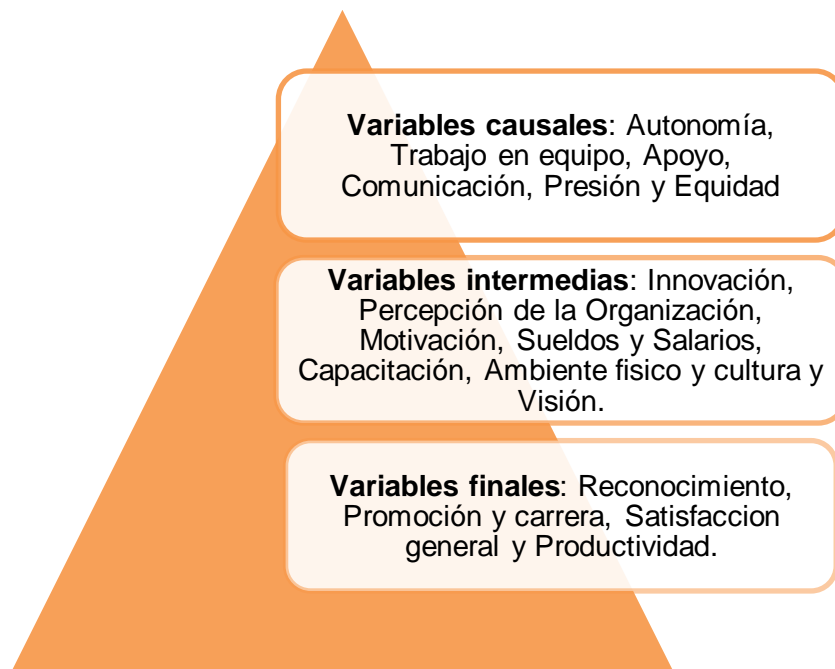 Variables causales: Autonomía,
Trabajo en equipo, Apoyo,
Comunicación, Presión y Equidad
Variables intermedias: Innovación,
Percepción de la Organización,
Motivación, Sueldos y Salarios,
Capacitación, Ambiente fisico y cultura y
Visión.
Variables finales: Reconocimiento,
Promoción y carrera, Satisfaccion
general y Productividad.